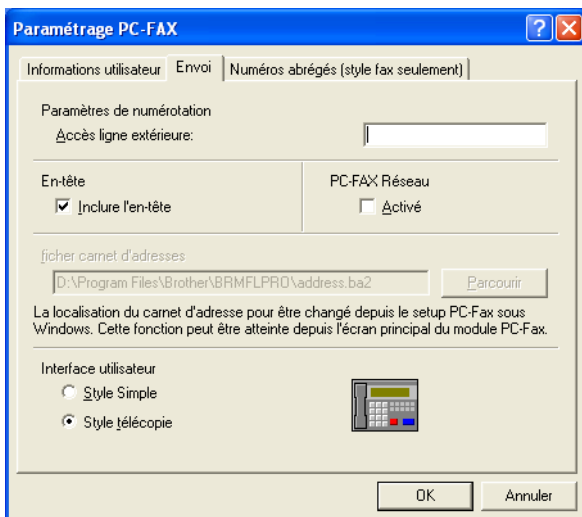 Paramétrage PC-FAX
Informations utilisateur
Envoi
Numéros abrégés (style fax seulement)
Paramètres de numérotation
Accès ligne extérieure:
En-tête
PC-FAX Réseau
Inclure l'en-tête
Activé
ficher carnet d'adresses
D:\Program Files\Brother\BRMFLPRO\address.ba2
Parcourir
La localisation du carnet d'adresse pour être changé depuis le setup PC-Fax sous
Windows. Cette fonction peut être atteinte depuis l'écran principal du module PC-Fax.
Interface utilisateur
Style Simple
Style télécopie
OK
Annuler